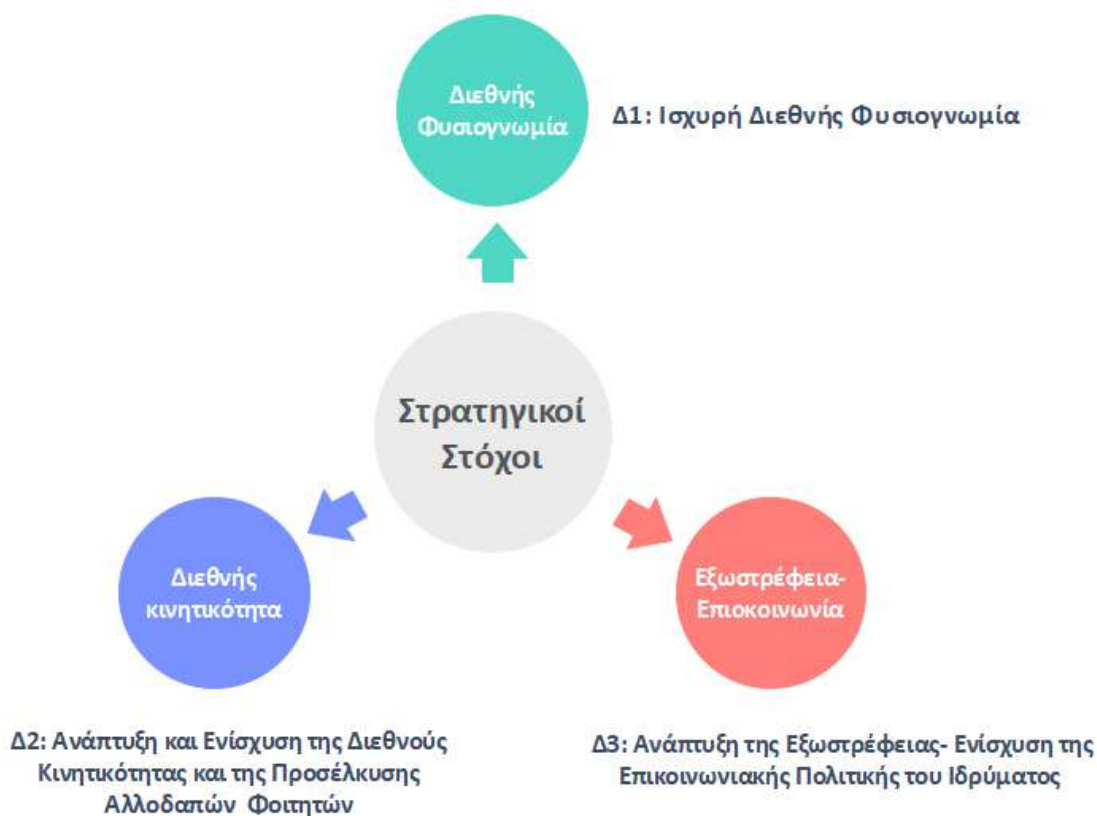 Διεθνής
Φυσιογνωμία
Δ1: Ισχυρή Διεθνής Φυσιογνωμία
Στρατηγικοί
Στόχοι
Διεθνής
κινητικότητα
Εξωστρέφεια-
Επιοκοινωνία
Δ2: Ανάπτυξη και Ενίσχυση της Διεθνούς
Κινητικότητας και της Προσέλκυσης
Αλλοδαπών Φοιτητών
Δ3: Ανάπτυξη της Εξωστρέφειας- Ενίσχυση της
Επικοινωνιακής Πολιτικής του Ιδρύματος